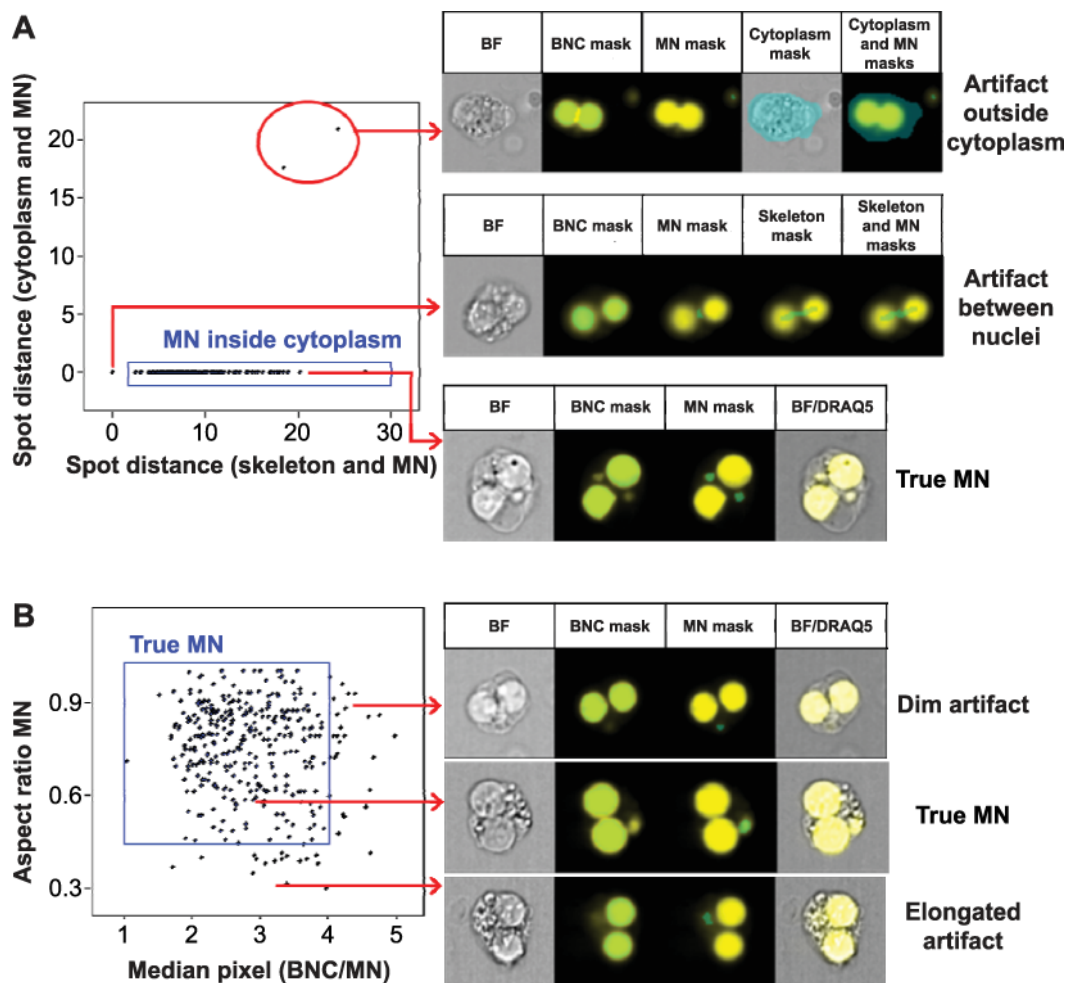 A
BF
BNC mask
MN mask
Cytoplasm
mask
Cytoplasm
and MN
masks
Artifact
outside
cytoplasm
Spot distance (cytoplasm and MN)
20
15
10
5
0
MN inside cytoplasm
0
10
20
30
Spot distance (skeleton and MN)
BF
BNC mask
MN mask
Skeleton
mask
Skeleton
and MN
masks
Artifact
between
nuclei
BF
BNC mask
MN mask
BF/DRAQ5
True MN
B
True MN
Aspect ratio MN
0.9
0.6
0.3
1
2
3
4
5
Median pixel (BNC/MN)
BF
BNC mask
MN mask
BF/DRAQ5
Dim artifact
True MN
Elongated
artifact